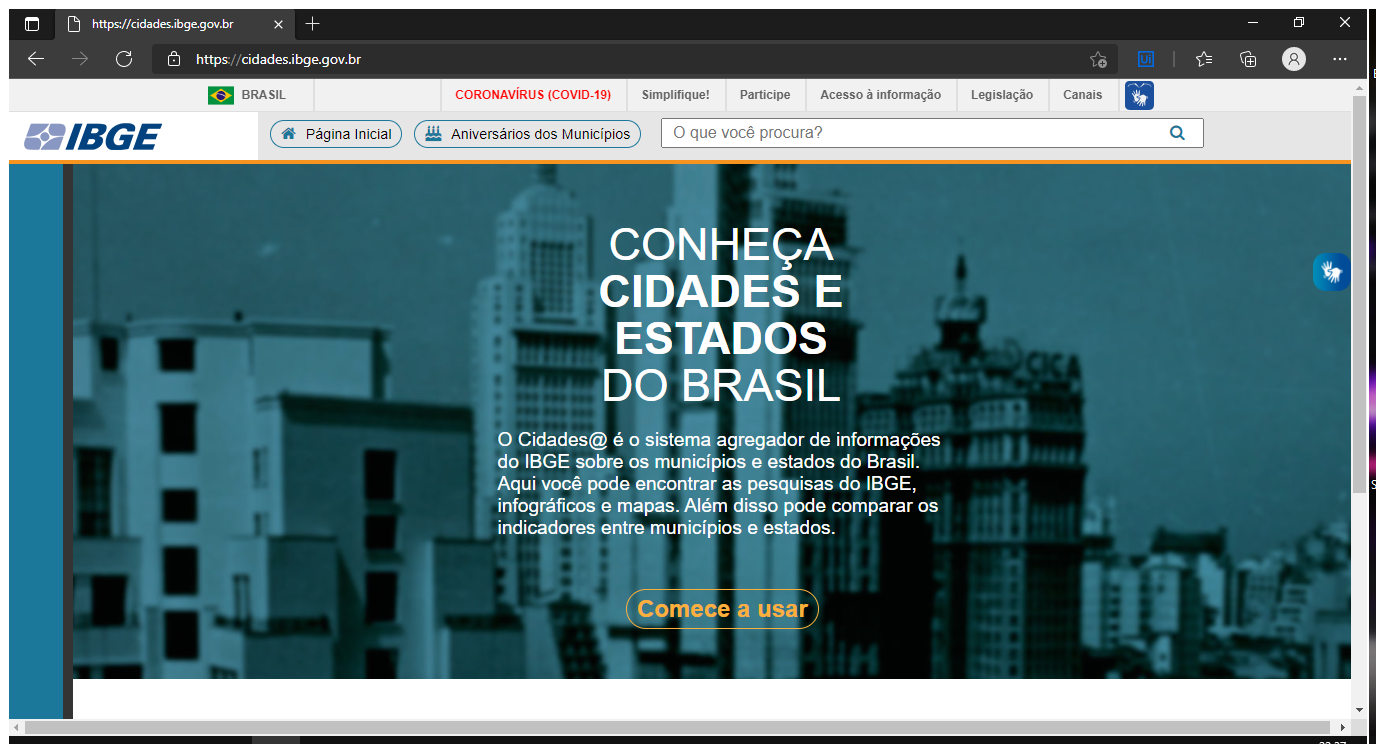 https://cidades.ibge.gov.br
https://cidades.ibge.gov.br
BRASIL
CORONAVÍRUS (COVID-19)
Simplifique!
Participe
Acesso à informação
Legislação
Canais
IBGE
Página Inicial
Aniversários dos Municípios
O que você procura?
CONHEÇA
CIDADES E
ESTADOS
DO BRASIL
CICA
O Cidades@ é o sistema agregador de informações
do IBGE sobre os municípios e estados do Brasil.
Aqui você pode encontrar as pesquisas do IBGE,
infográficos e mapas. Além disso pode comparar os
indicadores entre municípios e estados.
Comece a usar